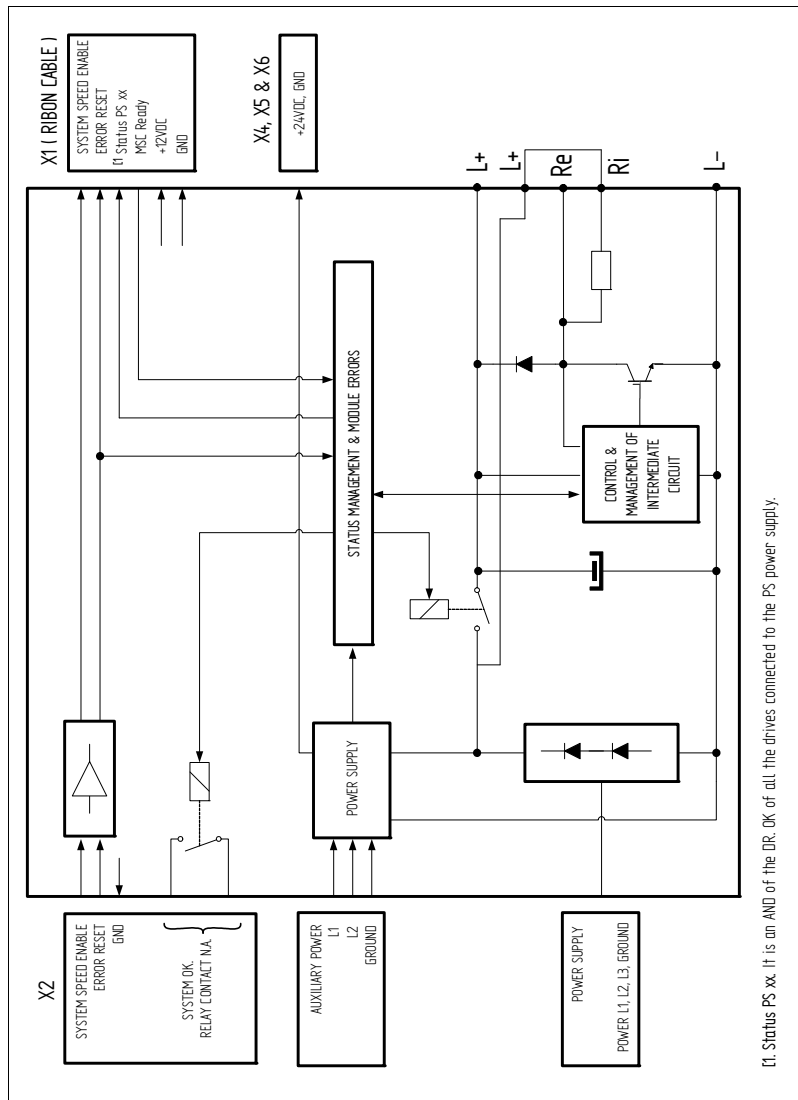 X2
SYSTEM SPEED ENABLE
ERROR RESET
GND
SYSTEM OK.
RELAY CONTACT N.A.
AUXILIARY POWER
L1
L2
GROUND
POWER SUPPLY
POWER L1, L2, L3, GROUND
POWER SUPPLY
STATUS MANAGEMENT & MODULE ERRORS
CONTROL &
MANAGEMENT OF
INTERMEDIATE
CIRCUIT
X1 ( RIBON CABLE )
SYSTEM SPEED ENABLE
ERROR RESET
[1 Status PS xx
MSC Ready
+12VDC
GND
X4, X5 & X6
+24VDC, GND
L+
L+
Re
Ri
L-
[1. Status PS xx. It is an AND of the DR. OK of all the drives connected to the PS power supply.